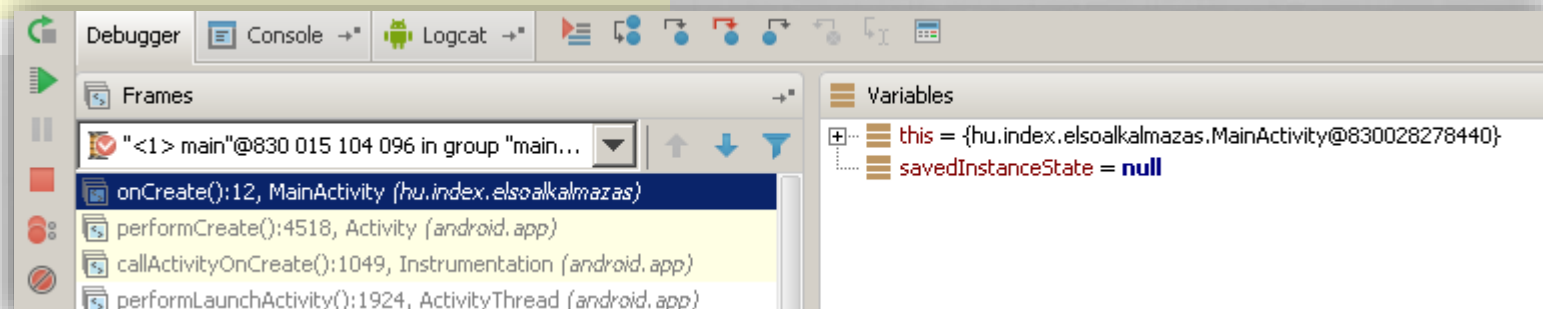 Debugger Console Logcat
Frames
"<1> main"@830 015 104 096 in group "main...
onCreate():12, MainActivity (hu.index.elsoalkalmazas)
performCreate():4518, Activity (android.app)
callActivityOnCreate():1049, Instrumentation (android.app)
performLaunchActivity():1924, ActivityThread (android.app)
Variables
this = {hu.index.elsoalkalmazas.MainActivity@830028278440}
savedInstanceState = null